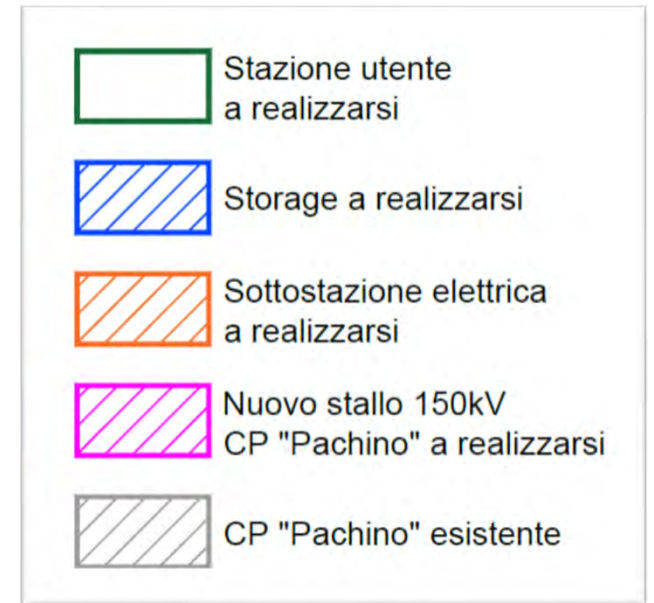 Stazione utente
a realizzarsi
Storage a realizzarsi
Sottostazione elettrica
a realizzarsi
Nuovo stallo 150kV
CP "Pachino" a realizzarsi
CP "Pachino" esistente